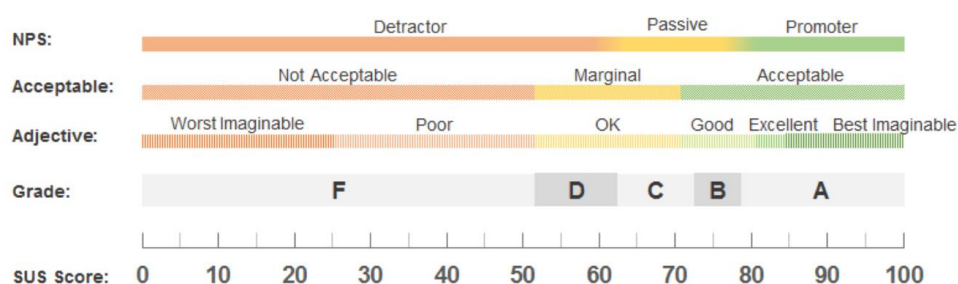 NPS: Detractor Passive Promoter
Acceptable: Not Acceptable Marginal Acceptable
Adjective: Worst Imaginable Poor OK Good Excellent Best Imaginable
Grade: F D C B A
SUS Score: 0 10 20 30 40 50 60 70 80 90 100